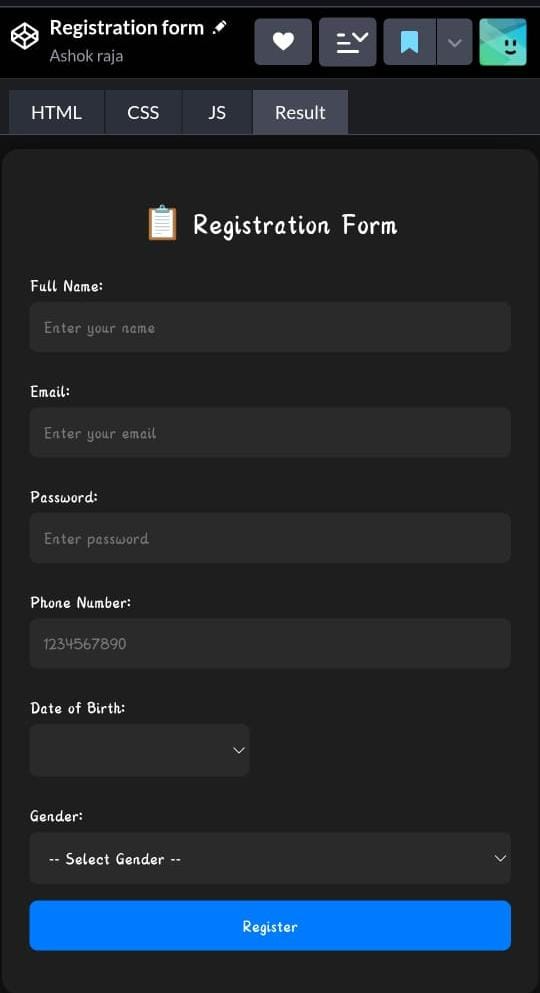 Registration form
Ashok raja
HTML CSS JS Result
📋 Registration Form
Full Name:
Enter your name
Email:
Enter your email
Password:
Enter password
Phone Number:
1234567890
Date of Birth:
Gender:
-- Select Gender --
Register